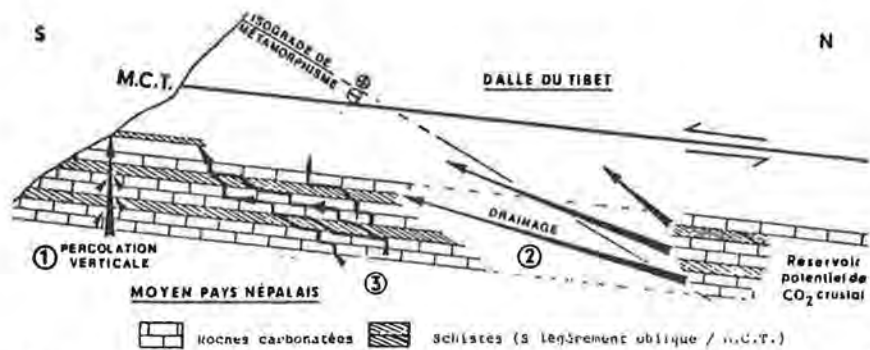 S
N
ISOGRADE DE
MÉTAMORPHISME
M.C.T.
DALLE DU TIBET
DRAINAGE
① PERCOLATION
VERTICALE
②
③
Réservoir
potentiel de
CO2 crustal
MOYEN PAYS NÉPALAIS
Roches carbonatées
Schistes (S légèrement oblique / M.C.T.)